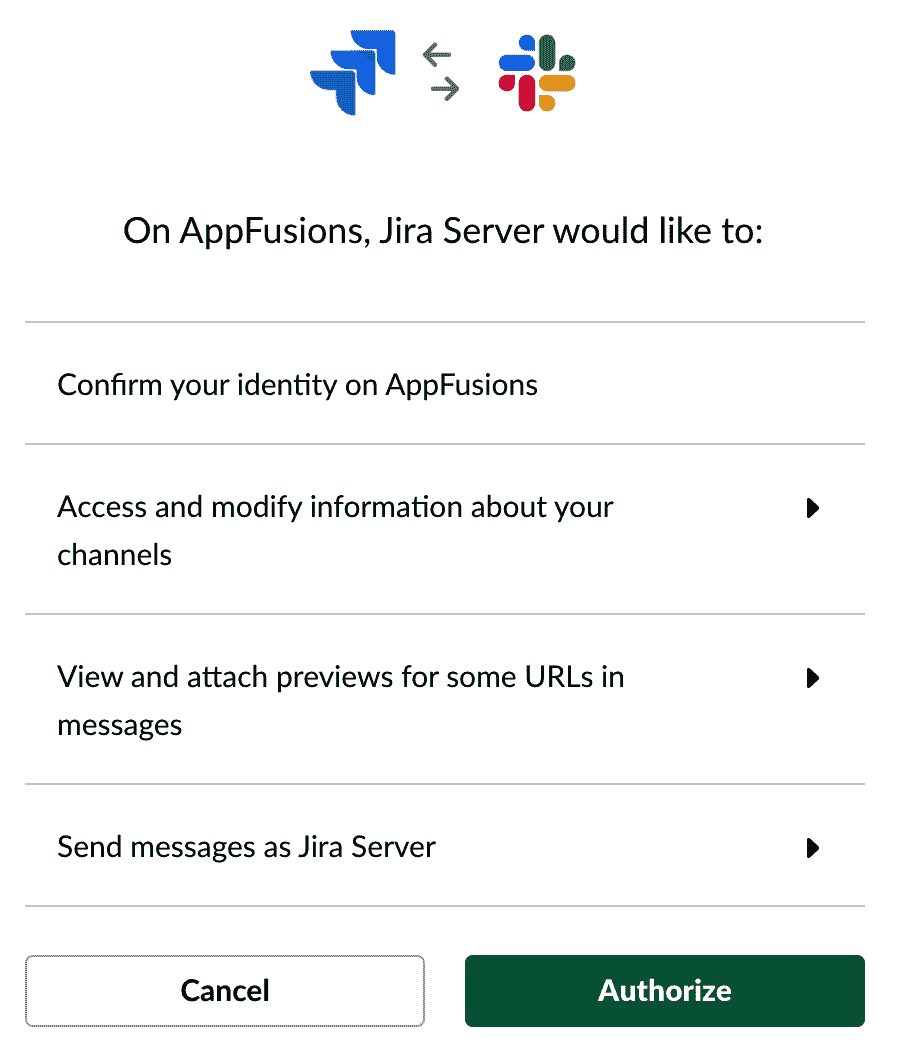 On AppFusions, Jira Server would like to:
Confirm your identity on AppFusions
Access and modify information about your
channels
View and attach previews for some URLs in
messages
Send messages as Jira Server
Cancel
Authorize